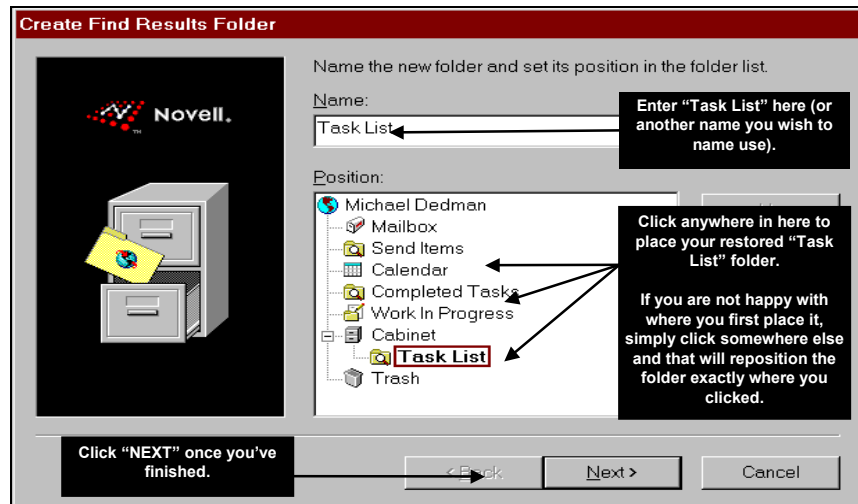 Create Find Results Folder
Novell.
TM
Name the new folder and set its position in the folder list.
Name:
Task List
Enter “Task List” here (or
another name you wish to
name use).
Position:
Michael Dedman
Mailbox
Send Items
Calendar
Completed Tasks
Work In Progress
Cabinet
Task List
Trash
Click anywhere in here to
place your restored “Task
List” folder.
If you are not happy with
where you first place it,
simply click somewhere else
and that will reposition the
folder exactly where you
clicked.
Click “NEXT” once you’ve
finished.
< Back
Next >
Cancel